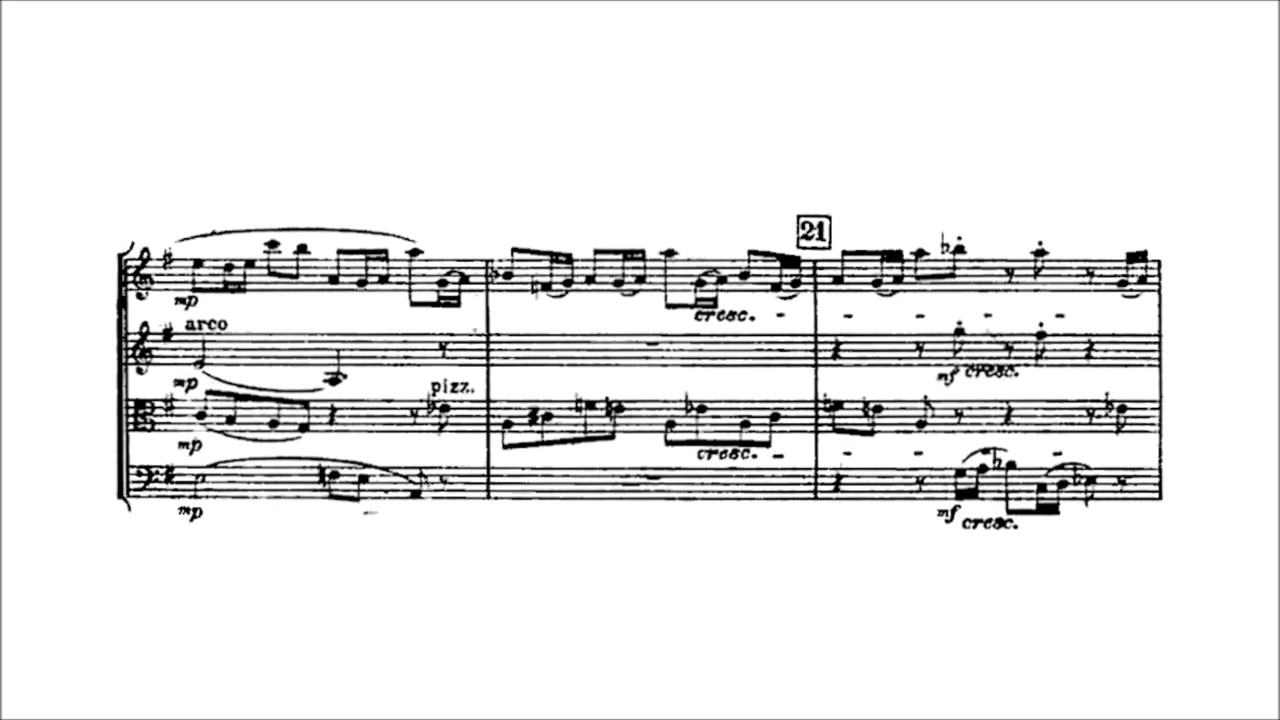 21
mp
cresc. - - - - -
arco
mp
mf cresc.
pizz.
mp
cresc. - - - - -
mp
mf cresc.